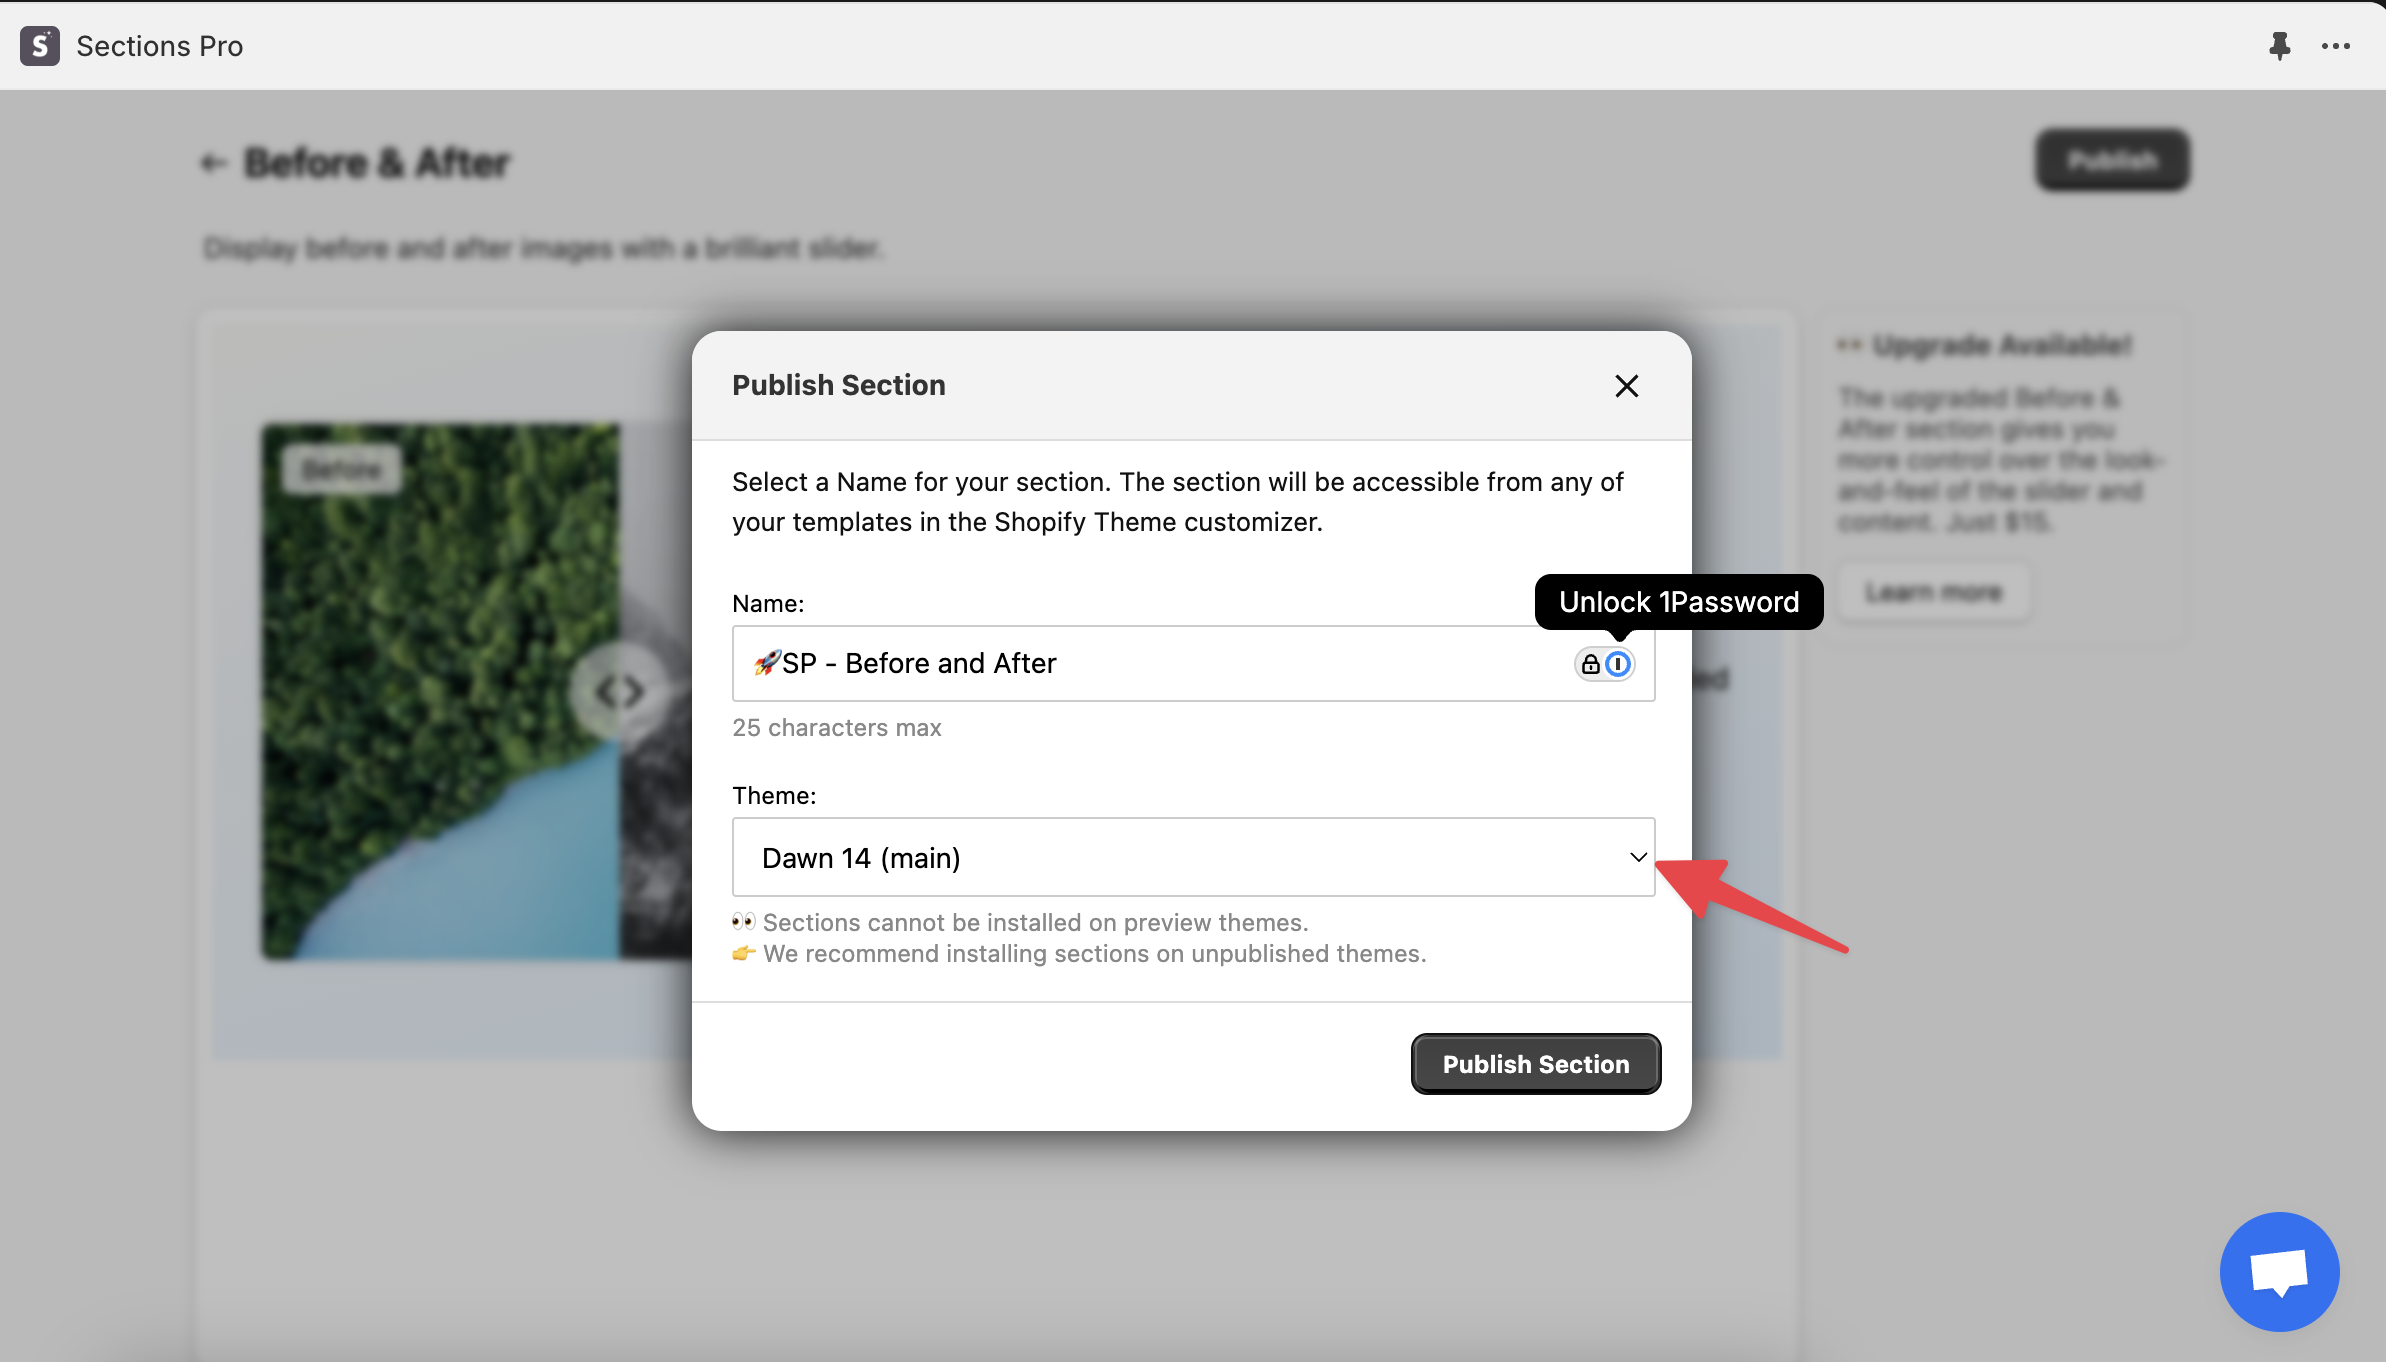 Sections Pro
← Before & After
Publish
Display before and after images with a brilliant slider.
Before
👀 Upgrade Available!
The upgraded Before &
After section gives you
more control over the look-
and-feel of the slider and
content. Just $15.
Learn more
Publish Section
Select a Name for your section. The section will be accessible from any of
your templates in the Shopify Theme customizer.
Name:
Unlock 1Password
🚀SP - Before and After
25 characters max
Theme:
Dawn 14 (main)
👀 Sections cannot be installed on preview themes.
👉 We recommend installing sections on unpublished themes.
Publish Section